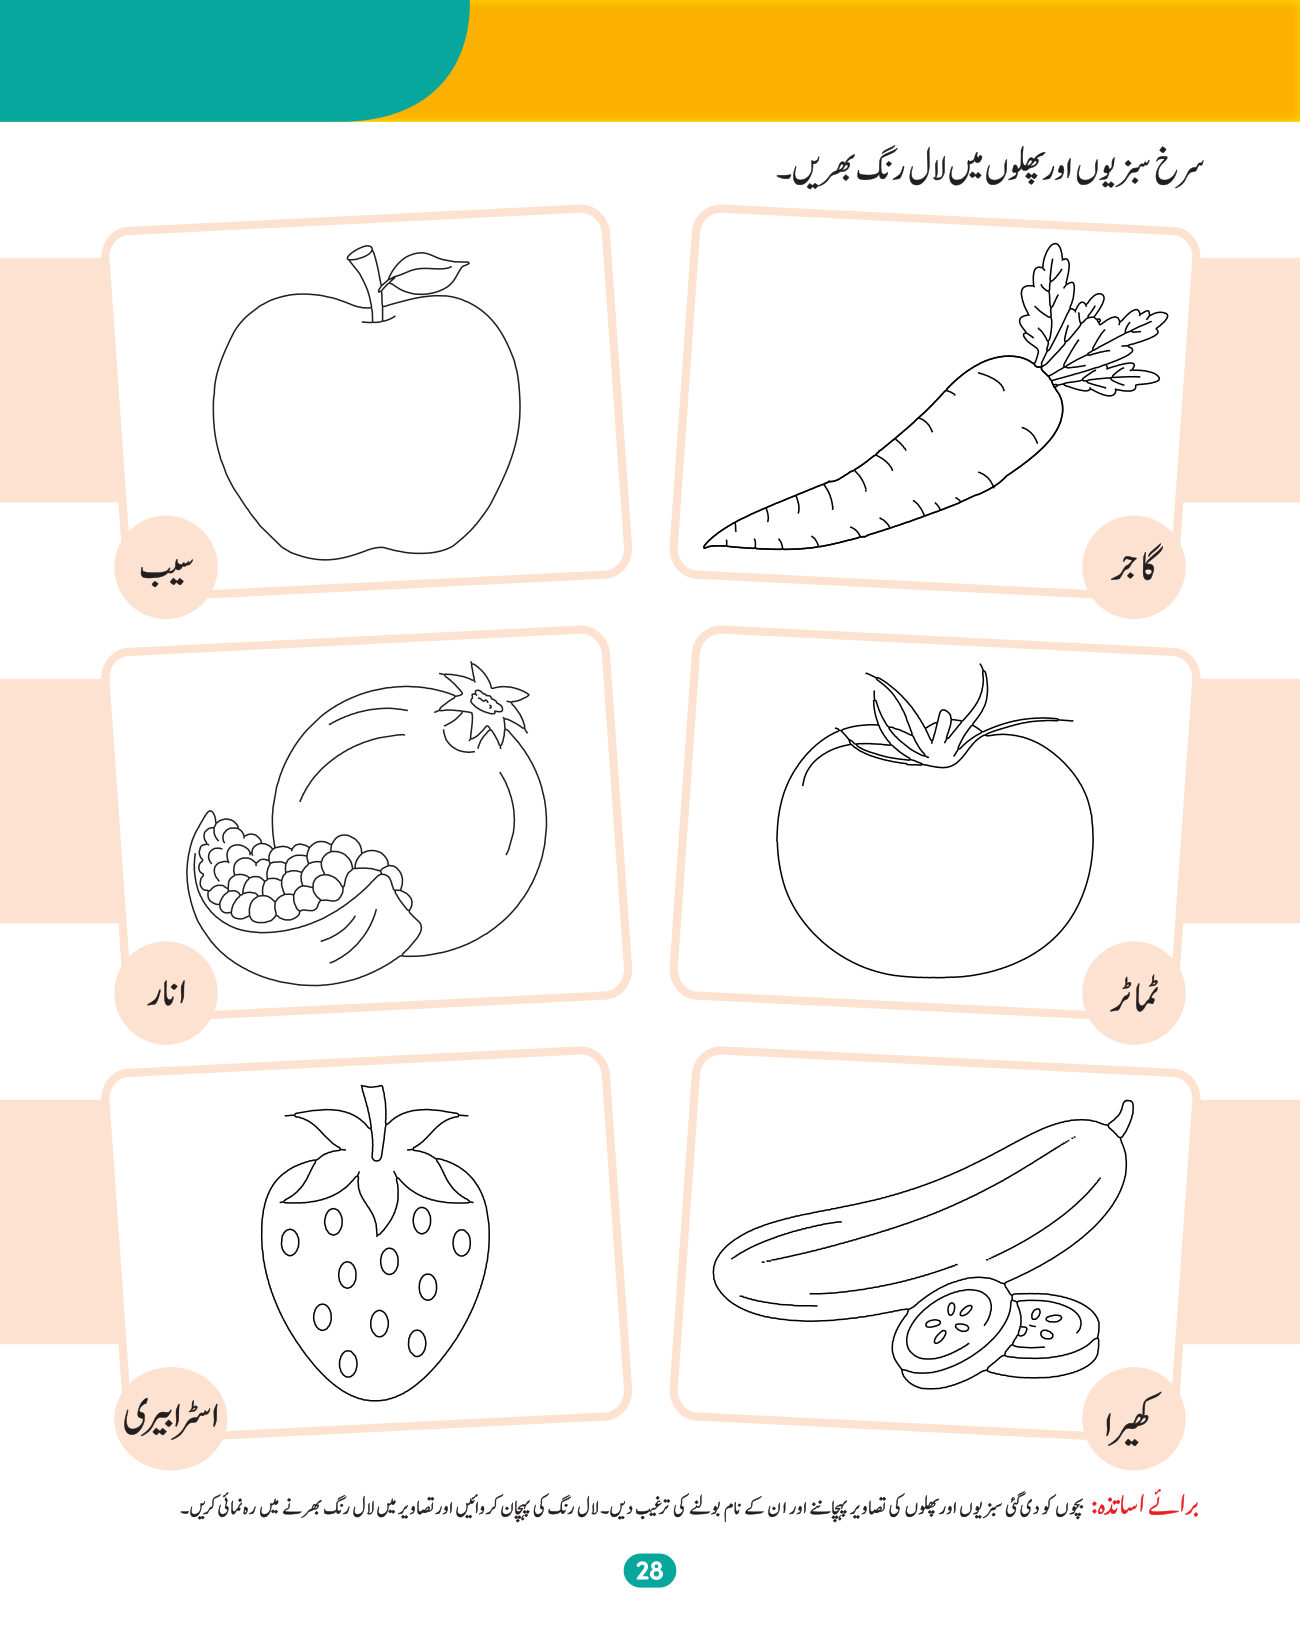 سرخ سبزیوں اور پھلوں میں لال رنگ بھریں۔
گاجر
سیب
ٹماٹر
انار
کھیرا
اسٹرابیری
برائے اساتذہ: بچوں کو دی گئی سبزیوں اور پھلوں کی تصاویر پہچاننے اور ان کے نام بولنے کی ترغیب دیں۔ لال رنگ کی پہچان کروائیں اور تصاویر میں لال رنگ بھرنے میں رہ نمائی کریں۔
28